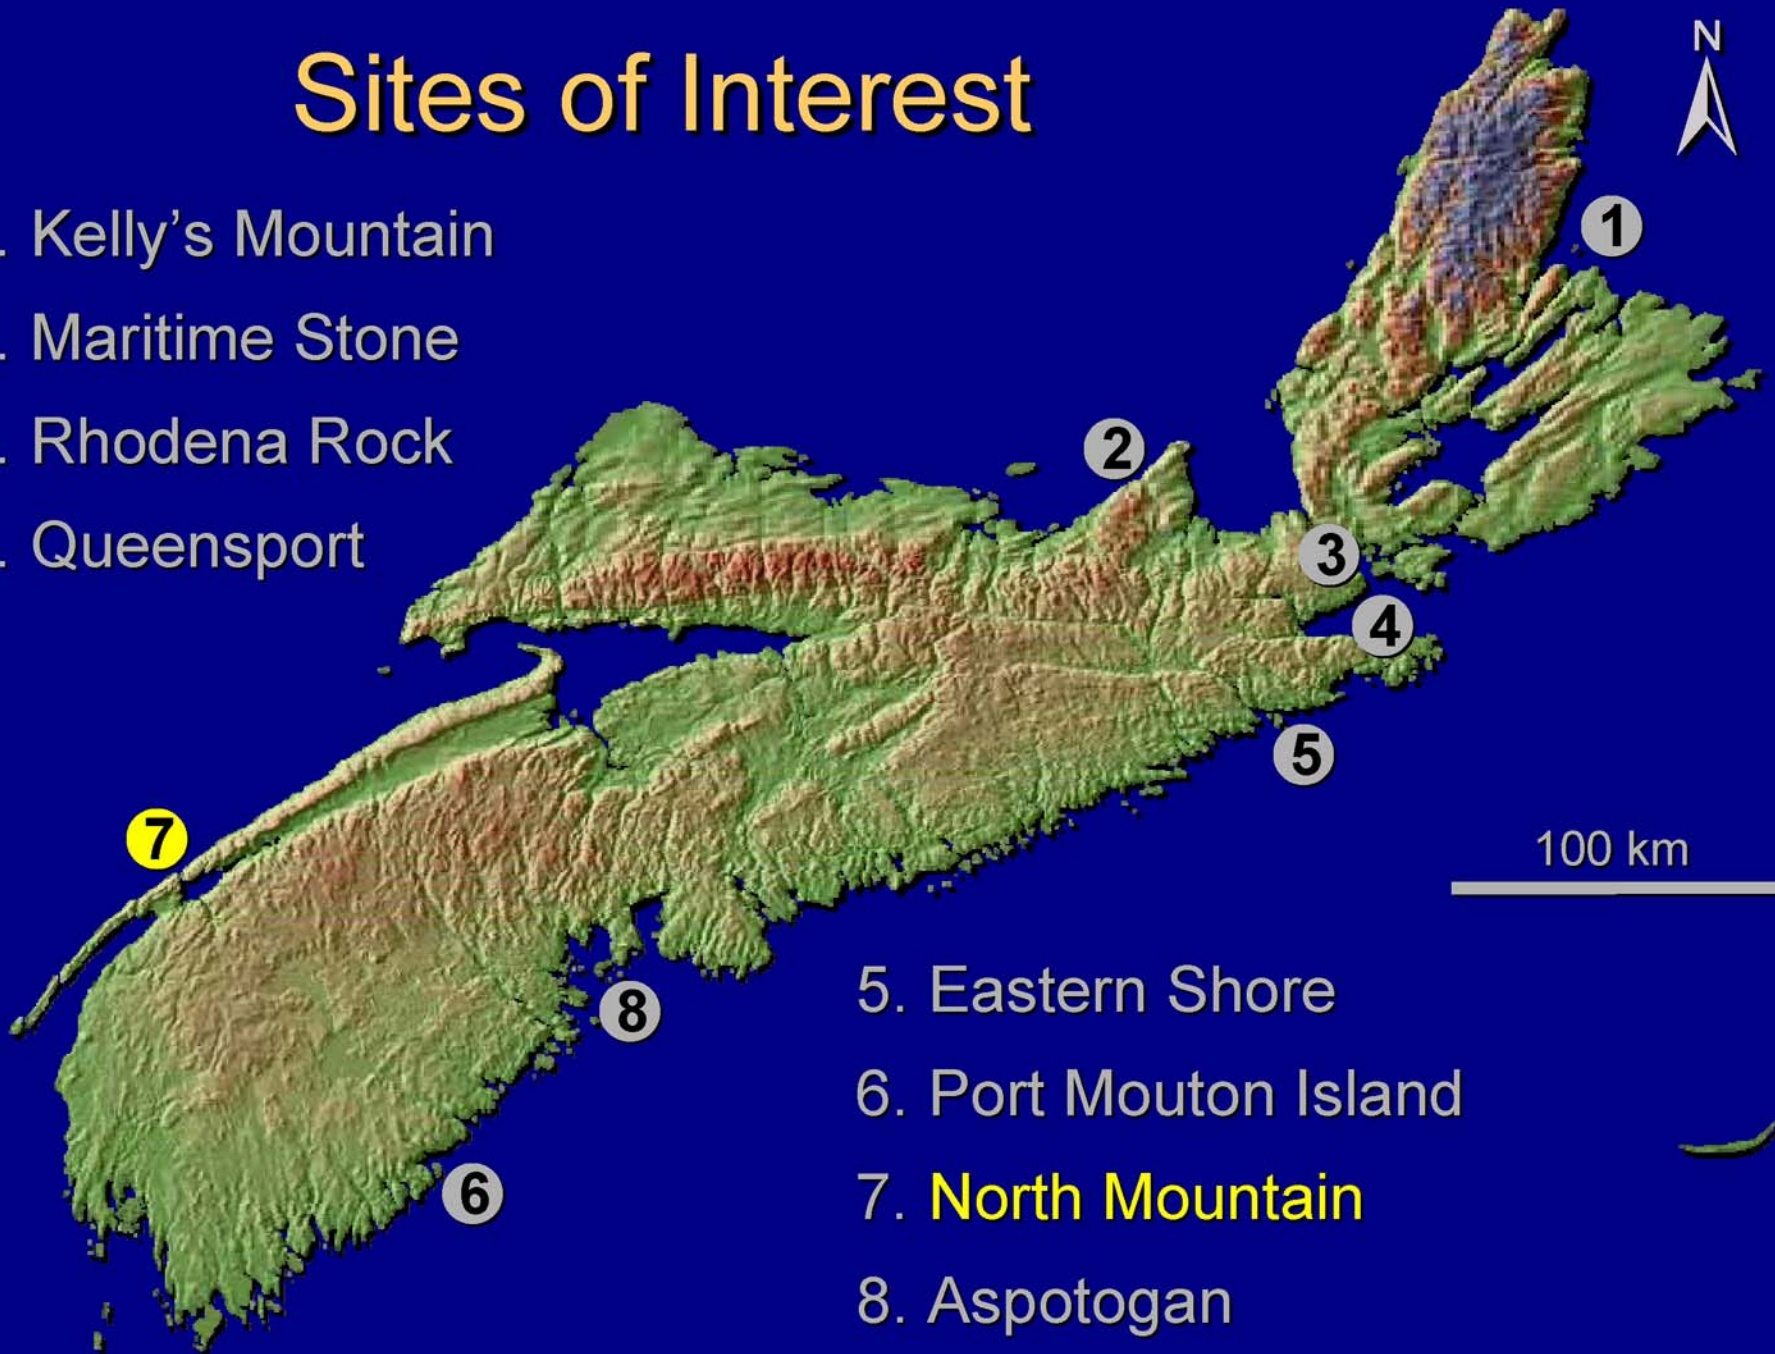 Sites of Interest
N
. Kelly’s Mountain
. Maritime Stone
. Rhodena Rock
. Queensport
1
2
3
4
5
7
100 km
8
6
5. Eastern Shore
6. Port Mouton Island
7. North Mountain
8. Aspotogan